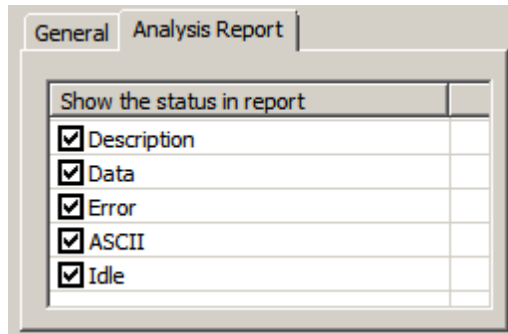 General Analysis Report
Show the status in report
Description
Data
Error
ASCII
Idle